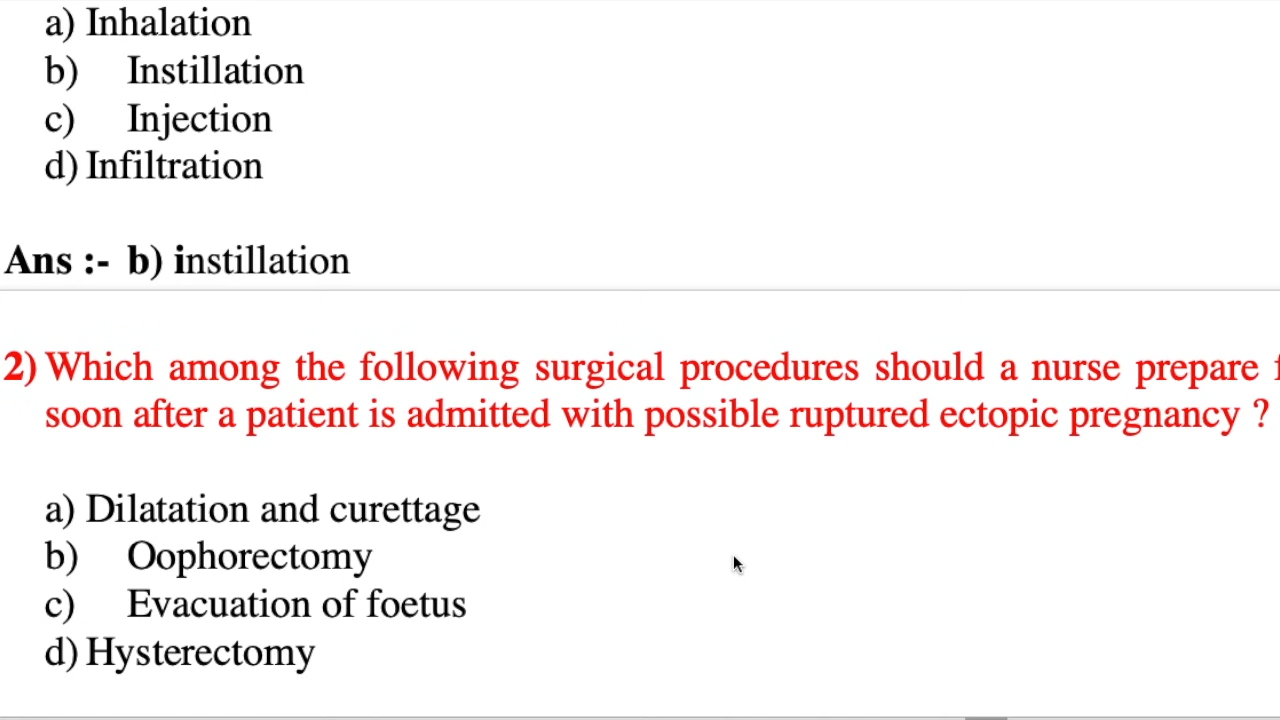 a) Inhalation
b) Instillation
c) Injection
d) Infiltration
Ans :- b) instillation
2) Which among the following surgical procedures should a nurse prepare
soon after a patient is admitted with possible ruptured ectopic pregnancy ?
a) Dilatation and curettage
b) Oophorectomy
c) Evacuation of foetus
d) Hysterectomy